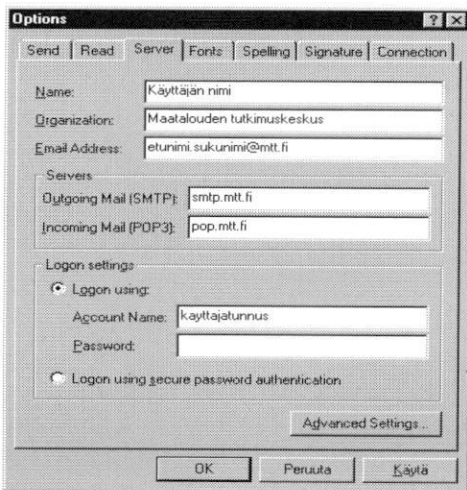 Options
Send Read Server Fonts Spelling Signature Connection
Name: Käyttäjän nimi
Organization: Maatalouden tutkimuskeskus
Email Address: etunimi.sukunimi@mtt.fi
Servers
Outgoing Mail (SMTP): smtp.mtt.fi
Incoming Mail (POP3): pop.mtt.fi
Logon settings
Logon using:
Account Name: kayttajatunnus
Password:
Logon using secure password authentication
Advanced Settings...
OK Peruuta Käytä